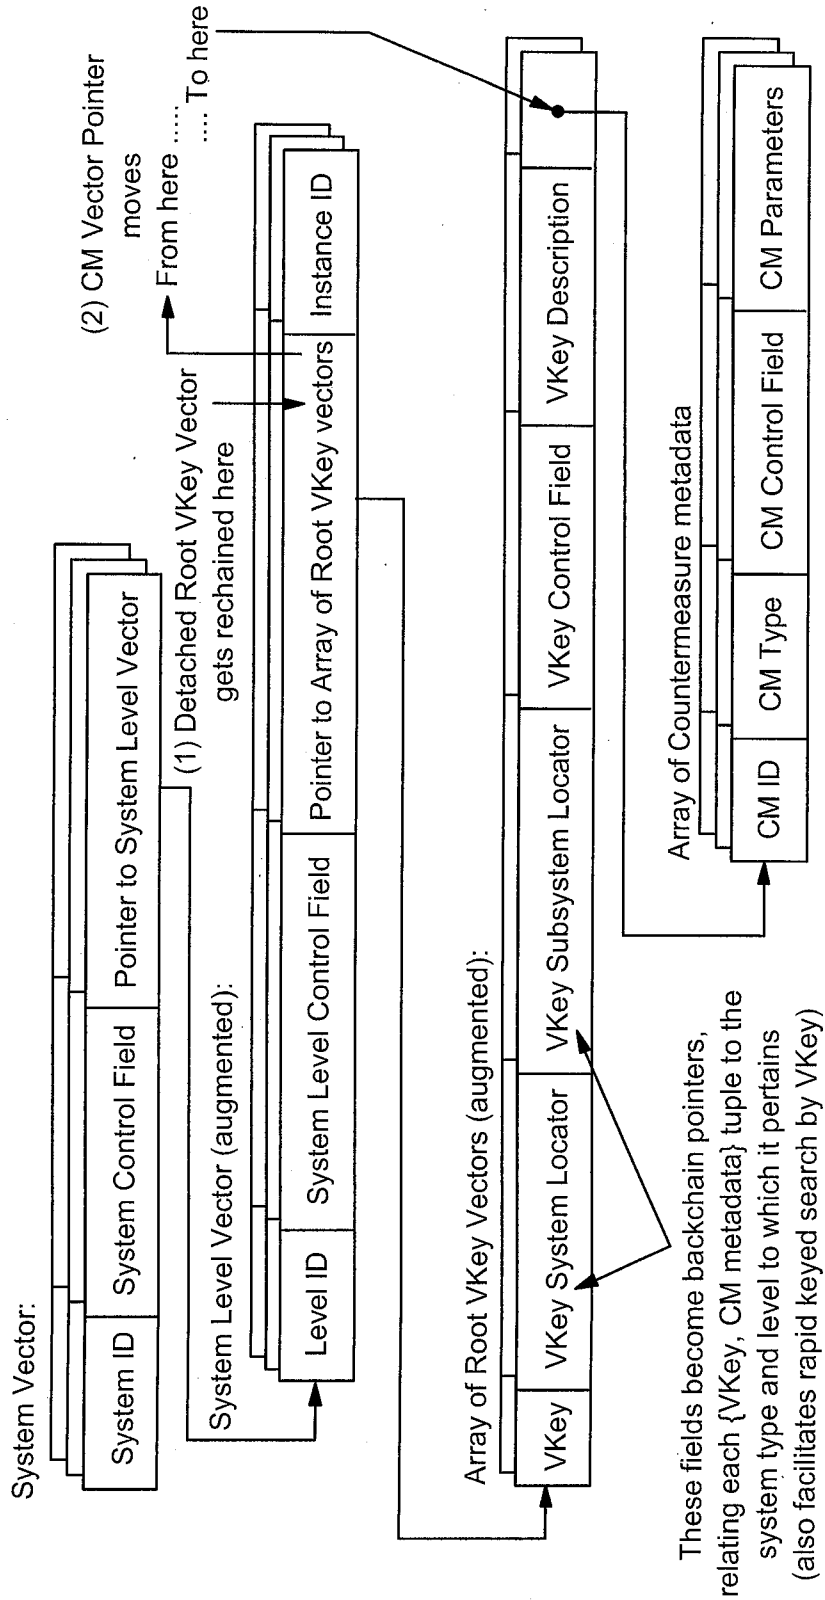 System Vector:
System ID
System Control Field
Pointer to System Level Vector
(1) Detached Root VKey Vector
gets rechained here
(2) CM Vector Pointer
moves
From here .....
.... To here
System Level Vector (augmented):
Level ID
System Level Control Field
Pointer to Array of Root VKey vectors
Instance ID
Array of Root VKey Vectors (augmented):
VKey
VKey System Locator
VKey Subsystem Locator
VKey Control Field
VKey Description
These fields become backchain pointers,
relating each {VKey, CM metadata} tuple to the
system type and level to which it pertains
(also facilitates rapid keyed search by VKey)
Array of Countermeasure metadata
CM ID
CM Type
CM Control Field
CM Parameters